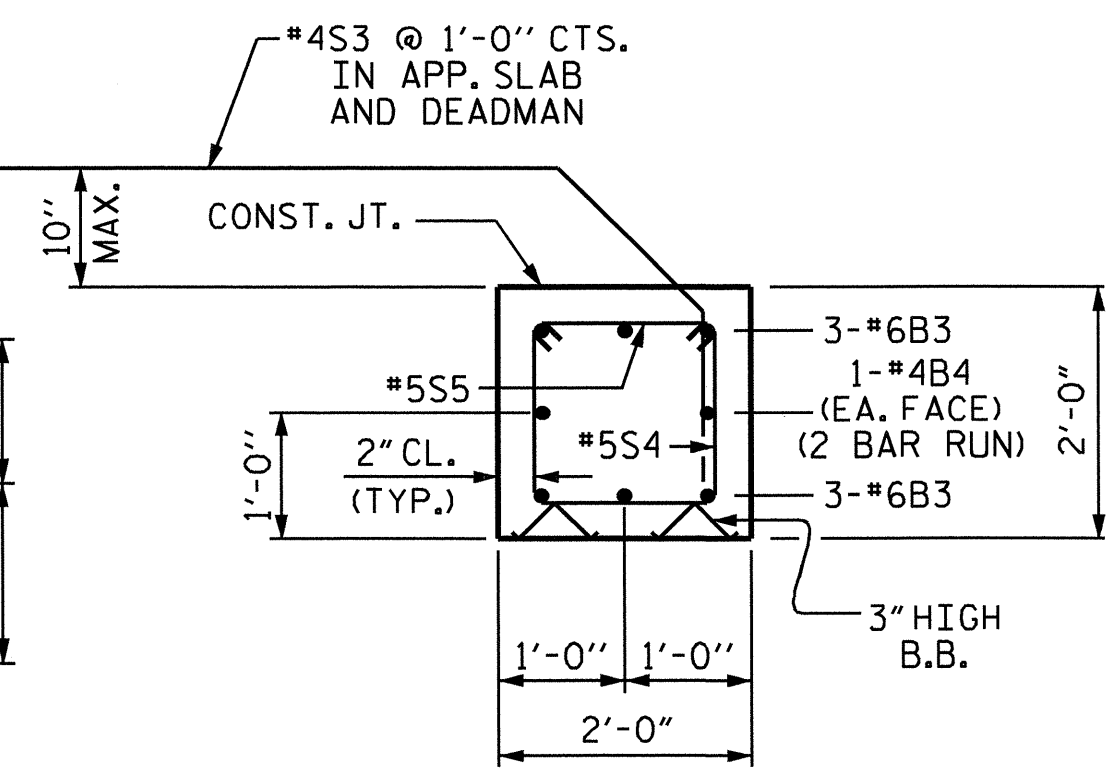 #4S3 @ 1'-0" CTS.
IN APP. SLAB
AND DEADMAN
10"
MAX.
CONST. JT.
3-#6B3
1-#4B4
(EA. FACE)
(2 BAR RUN)
3-#6B3
2'-0"
#5S5
#5S4
1'-0"
2" CL.
(TYP.)
3" HIGH
B.B.
1'-0" 1'-0"
2'-0"